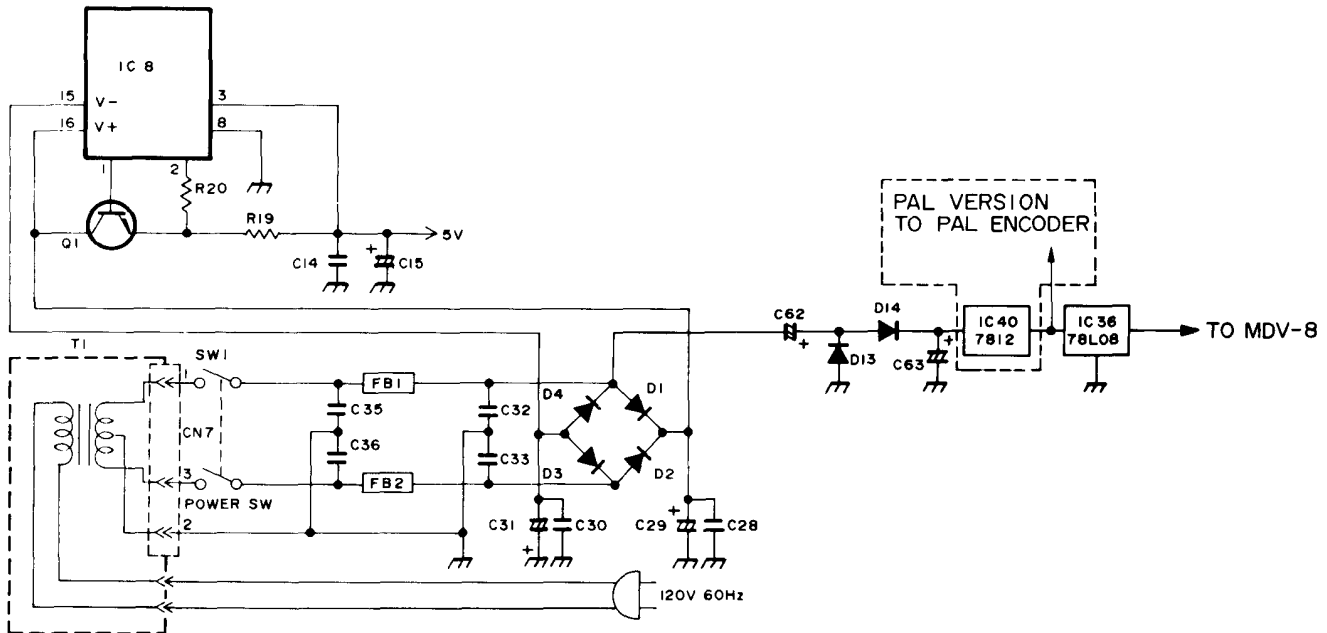 IC 8
15 V- 3
16 V+ 8
1 2
R20
Q1 R19
5V
C14 + C15
PAL VERSION
TO PAL ENCODER
C62 D14
+ D13 C63 +
IC40
7812
IC36
78L08
TO MDV-8
T1 SW1
1
CN7
3
POWER SW
2
FB1
C35 C32
C36 C33
FB2
D4 D1
D3 D2
C31 + C30
+ C29 C28
120V 60Hz